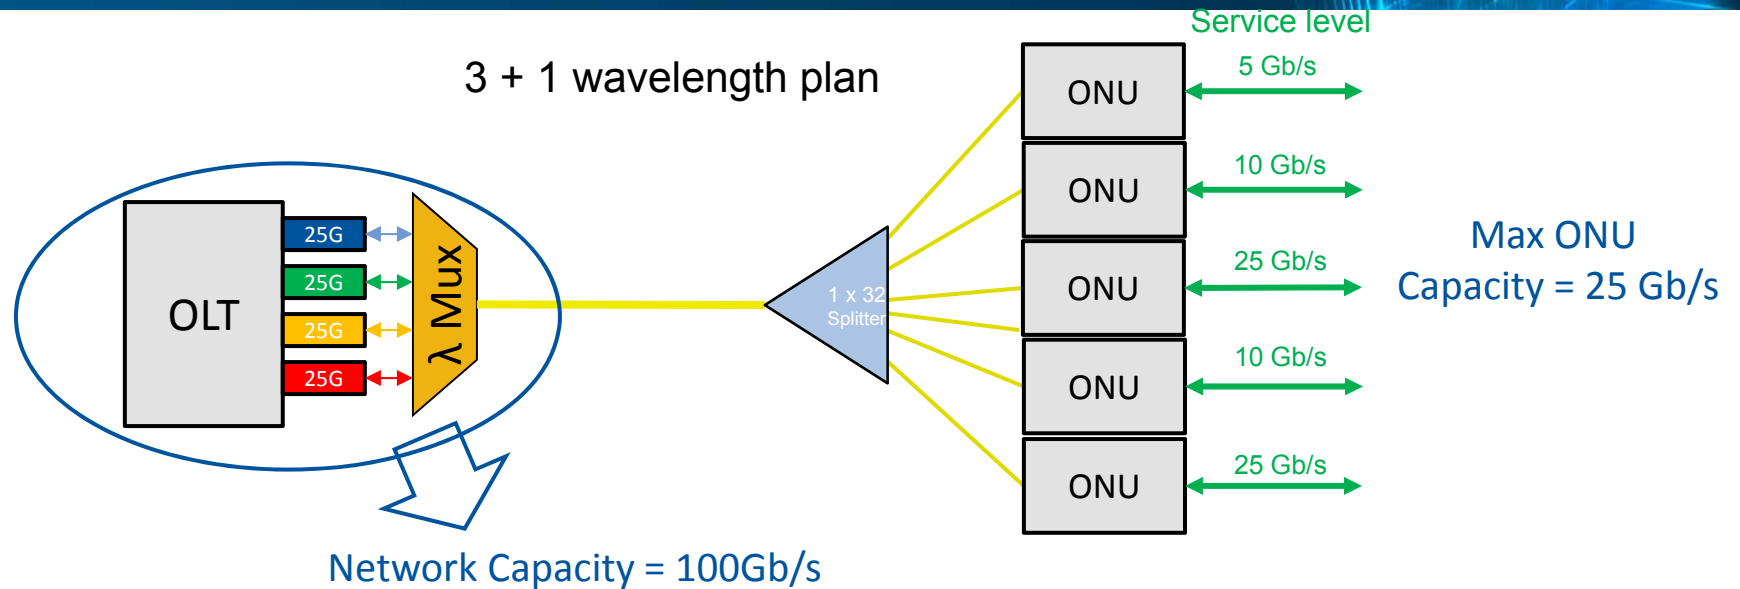 Service level
3 + 1 wavelength plan
ONU
5 Gb/s
ONU
10 Gb/s
OLT
25G
25G
25G
25G
λ Mux
1 x 32
Splitter
ONU
25 Gb/s
Max ONU
Capacity = 25 Gb/s
ONU
10 Gb/s
ONU
25 Gb/s
Network Capacity = 100Gb/s